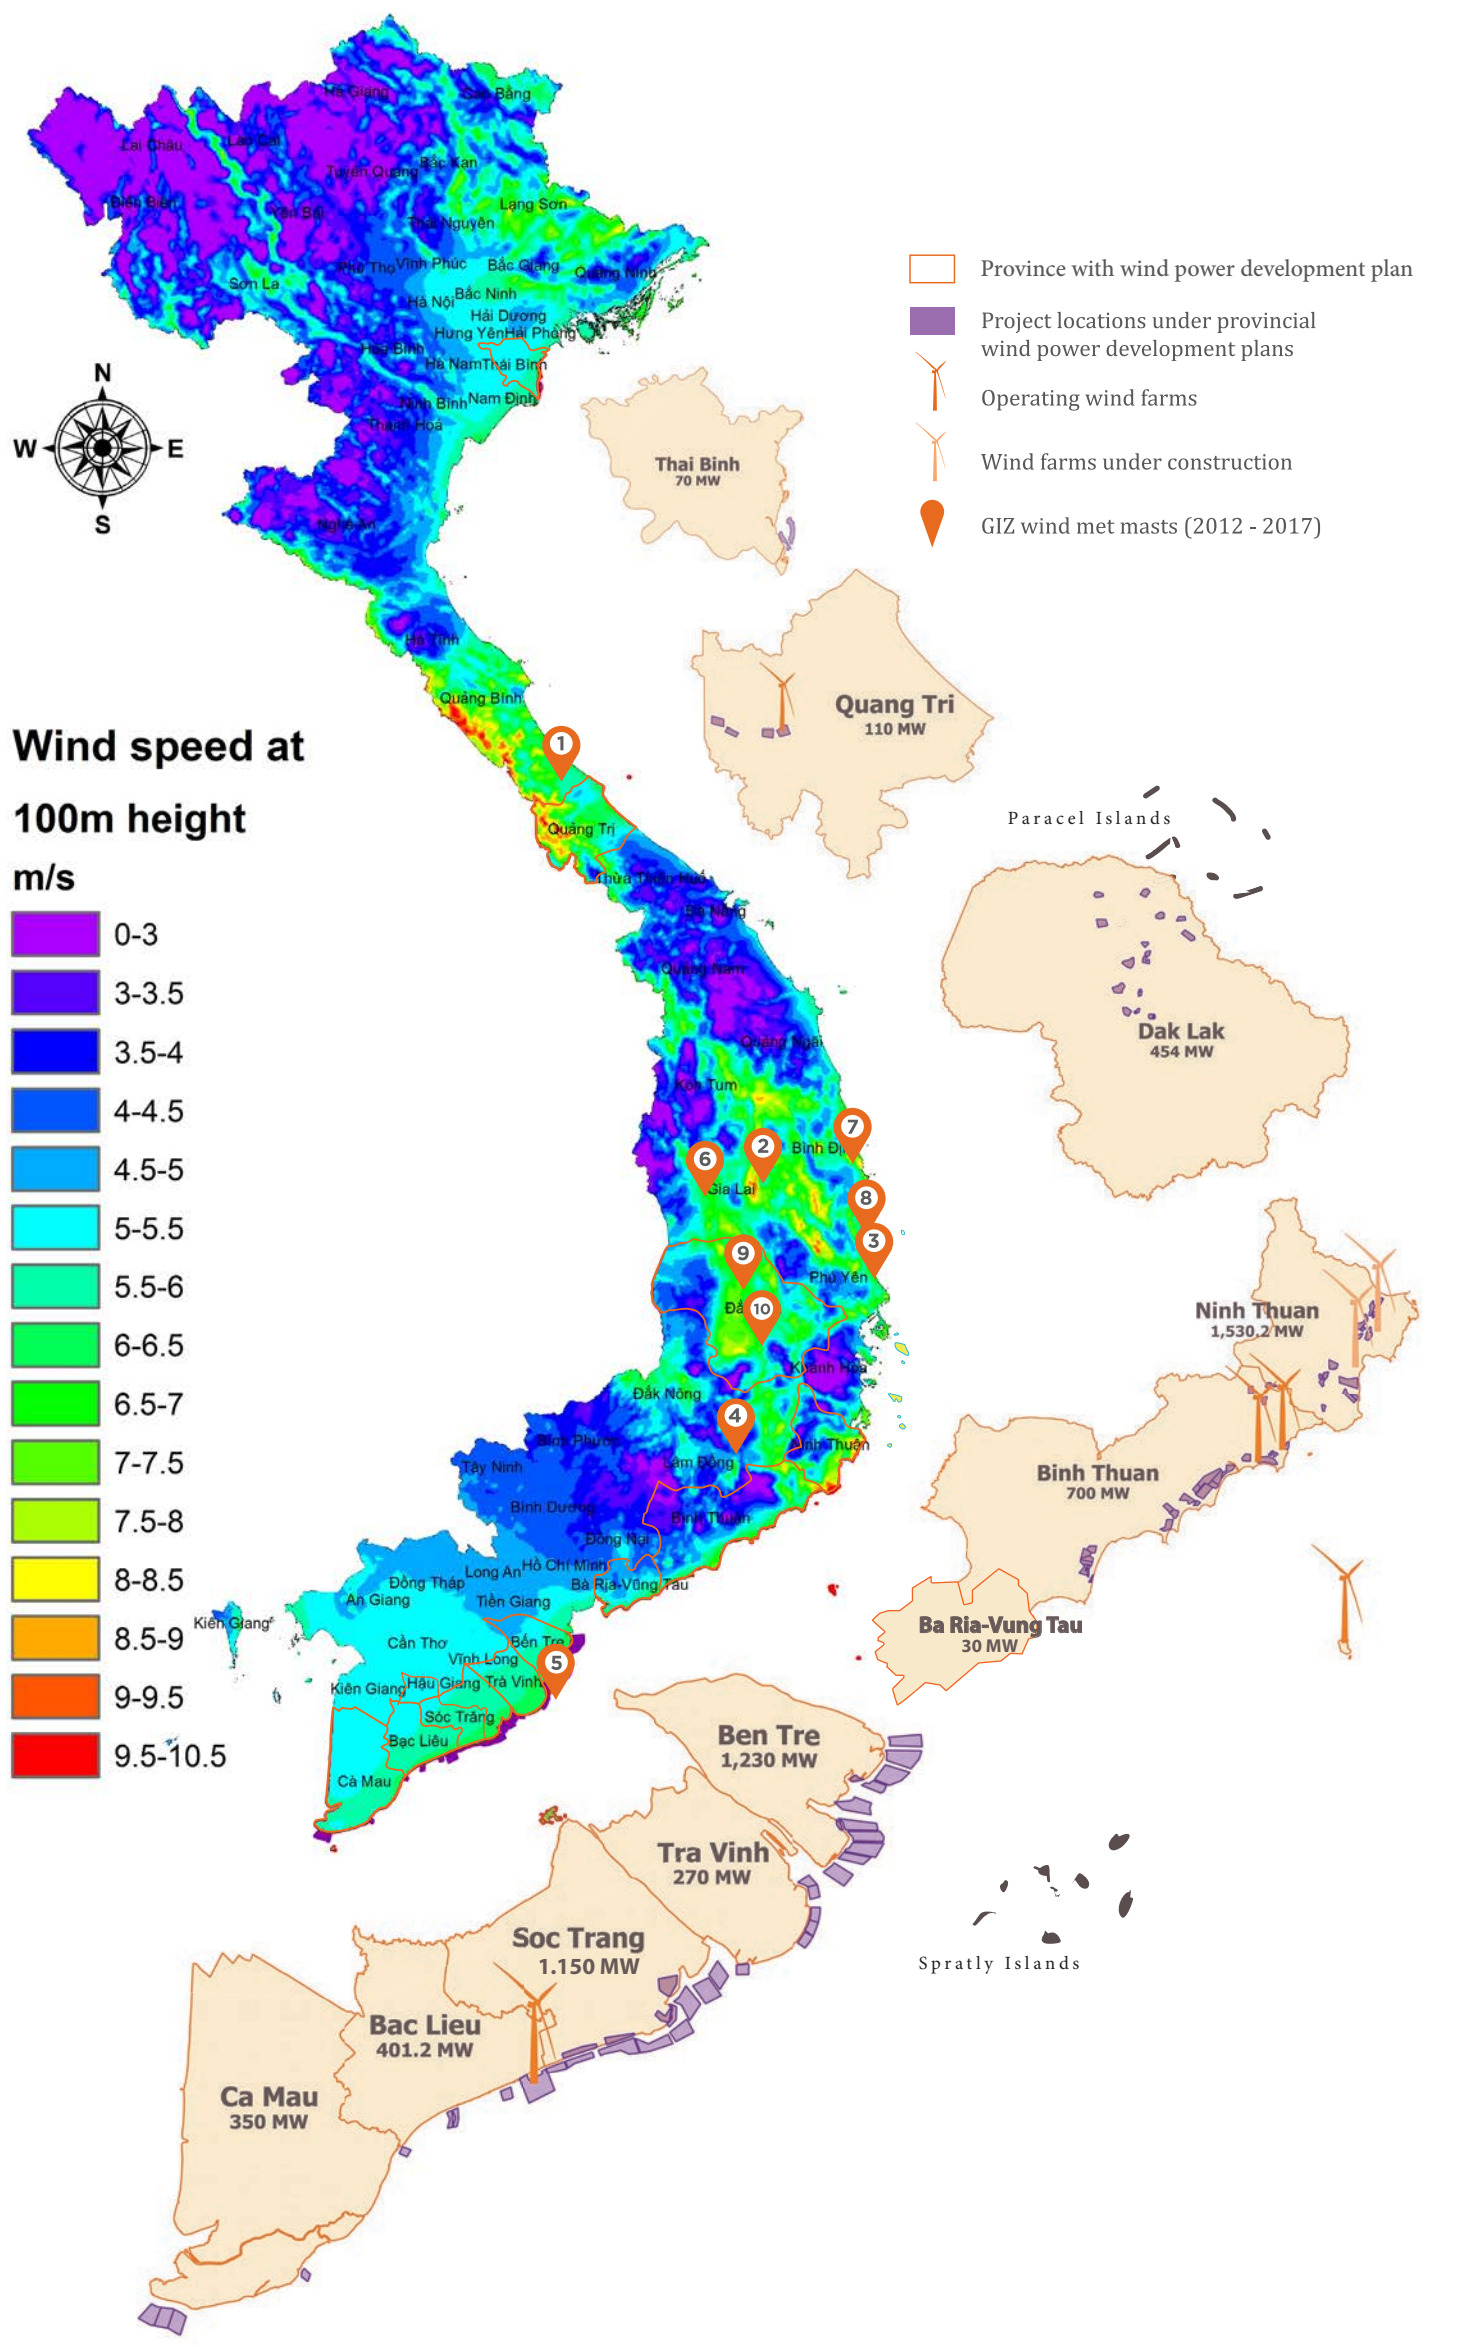 Hà Giang
Cao Bằng
Lai Châu
Lào Cai
Bắc Kạn
Tuyên Quang
Điện Biên
Yên Bái
Lạng Sơn
Thái Nguyên
Phú Thọ
Vĩnh Phúc
Bắc Giang
Quảng Ninh
Sơn La
Hà Nội
Bắc Ninh
Hải Dương
Hưng Yên
Hải Phòng
Hoà Bình
Hà Nam
Thái Bình
Ninh Bình
Nam Định
Thanh Hoá
Nghệ An
Hà Tĩnh
Quảng Bình
N
W
E
S
Province with wind power development plan
Project locations under provincial
wind power development plans
Operating wind farms
Wind farms under construction
GIZ wind met masts (2012 - 2017)
Thai Binh
70 MW
Quang Tri
110 MW
Wind speed at
100m height
m/s
0-3
3-3.5
3.5-4
4-4.5
4.5-5
5-5.5
5.5-6
6-6.5
6.5-7
7-7.5
7.5-8
8-8.5
8.5-9
9-9.5
9.5-10.5
1
Quảng Trị
Thừa Thiên Huế
Đà Nẵng
Quảng Nam
Quảng Ngãi
Kon Tum
7
2
Bình Đị
6
Gia Lai
8
3
9
Phú Yên
Đắ
10
Khánh Hoà
Đắk Nông
4
Ninh Thuận
Bình Phước
Lâm Đồng
Tây Ninh
Bình Dương
Bình Thuận
Đồng Nai
Long An
Hồ Chí Minh
Đồng Tháp
Bà Rịa-Vũng Tàu
An Giang
Tiền Giang
Kiên Giang
Cần Thơ
Bến Tre
Vĩnh Long
5
Kiên Giang
Hậu Giang
Trà Vinh
Sóc Trăng
Bạc Liêu
Cà Mau
Paracel Islands
Dak Lak
454 MW
Ninh Thuan
1,530.2 MW
Binh Thuan
700 MW
Ba Ria-Vung Tau
30 MW
Ben Tre
1,230 MW
Tra Vinh
270 MW
Soc Trang
1.150 MW
Bac Lieu
401.2 MW
Ca Mau
350 MW
Spratly Islands